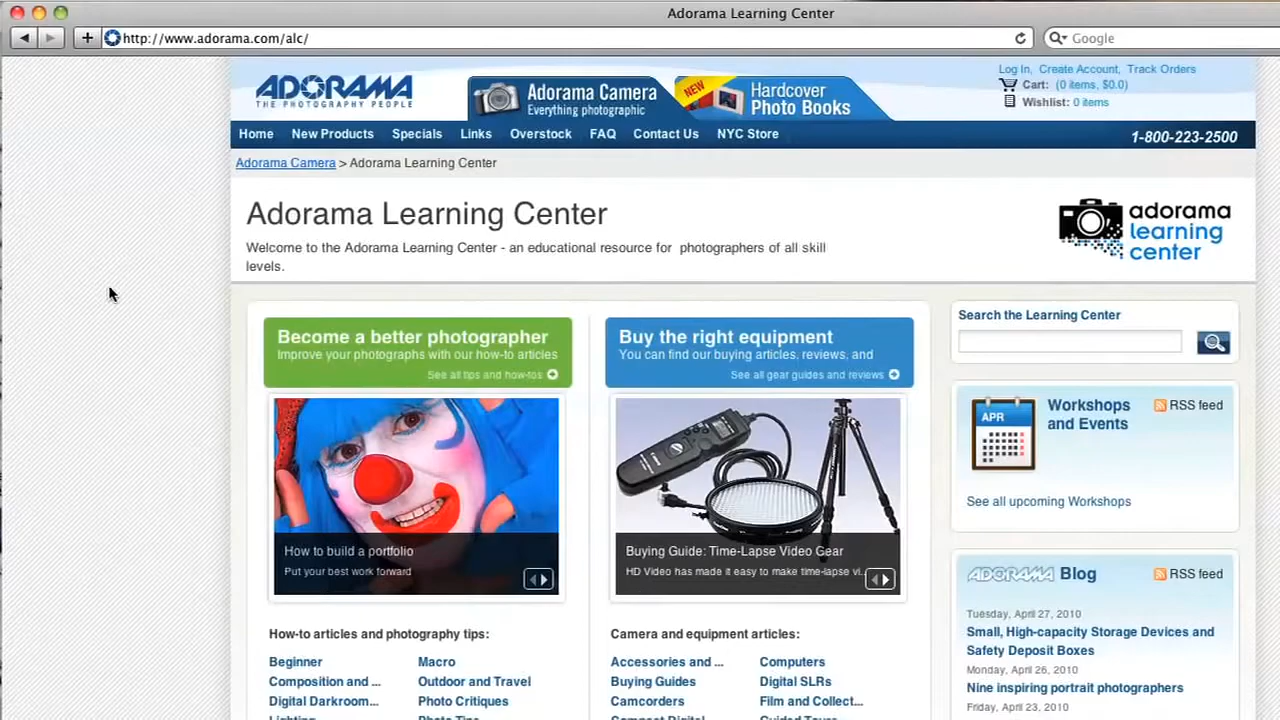 Adorama Learning Center
http://www.adorama.com/alc/
Google
ADORAMA
THE PHOTOGRAPHY PEOPLE
Adorama Camera
Everything photographic
NEW
Hardcover
Photo Books
Log In, Create Account, Track Orders
Cart: (0 items, $0.0)
Wishlist: 0 items
Home New Products Specials Links Overstock FAQ Contact Us NYC Store
1-800-223-2500
Adorama Camera > Adorama Learning Center
Adorama Learning Center
Welcome to the Adorama Learning Center - an educational resource for photographers of all skill
levels.
adorama
learning
center
Become a better photographer
Improve your photographs with our how-to articles
See all tips and how-tos
How to build a portfolio
Put your best work forward
How-to articles and photography tips:
Beginner Macro
Composition and ... Outdoor and Travel
Digital Darkroom... Photo Critiques
Lighting Photo Tips
Buy the right equipment
You can find our buying articles, reviews, and
See all gear guides and reviews
Buying Guide: Time-Lapse Video Gear
HD Video has made it easy to make time-lapse vi...
Camera and equipment articles:
Accessories and ... Computers
Buying Guides Digital SLRs
Camcorders Film and Collect...
Compact Digital Guided Tours
Search the Learning Center
APR
Workshops
and Events
RSS feed
See all upcoming Workshops
ADORAMA Blog
RSS feed
Tuesday, April 27, 2010
Small, High-capacity Storage Devices and
Safety Deposit Boxes
Monday, April 26, 2010
Nine inspiring portrait photographers
Friday, April 23, 2010